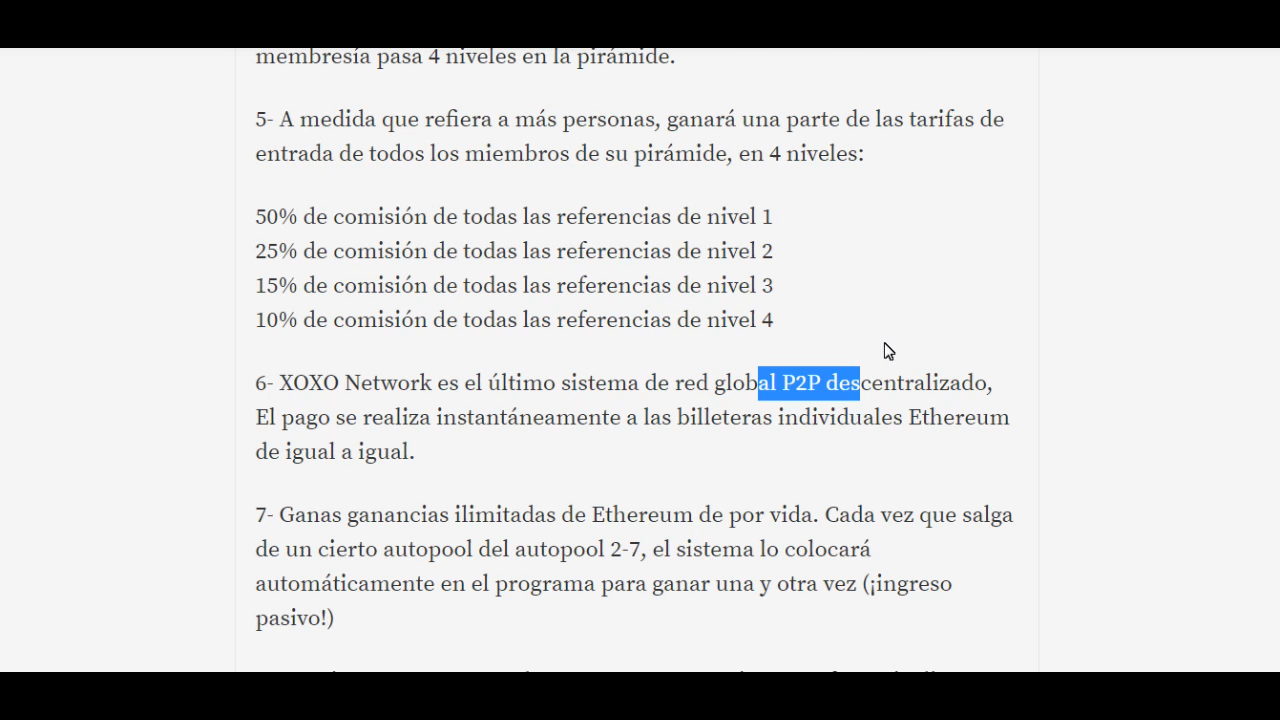 membresía pasa 4 niveles en la pirámide.
5- A medida que refiera a más personas, ganará una parte de las tarifas de
entrada de todos los miembros de su pirámide, en 4 niveles:
50% de comisión de todas las referencias de nivel 1
25% de comisión de todas las referencias de nivel 2
15% de comisión de todas las referencias de nivel 3
10% de comisión de todas las referencias de nivel 4
6- XOXO Network es el último sistema de red global P2P descentralizado,
El pago se realiza instantáneamente a las billeteras individuales Ethereum
de igual a igual.
7- Ganas ganancias ilimitadas de Ethereum de por vida. Cada vez que salga
de un cierto autopool del autopool 2-7, el sistema lo colocará
automáticamente en el programa para ganar una y otra vez (¡ingreso
pasivo!)